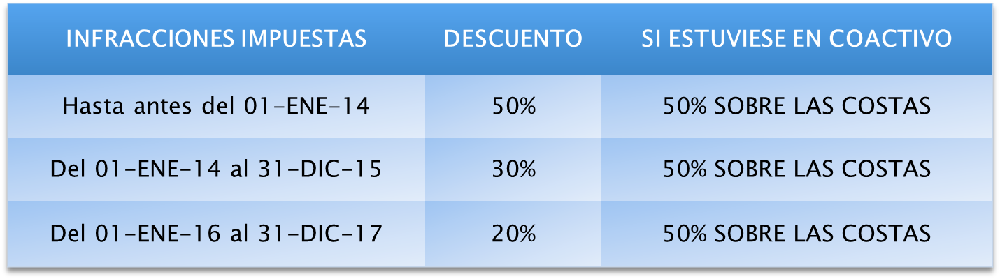 INFRACCIONES IMPUESTAS DESCUENTO SI ESTUVIESE EN COACTIVO
Hasta antes del 01-ENE-14 50% 50% SOBRE LAS COSTAS
Del 01-ENE-14 al 31-DIC-15 30% 50% SOBRE LAS COSTAS
Del 01-ENE-16 al 31-DIC-17 20% 50% SOBRE LAS COSTAS